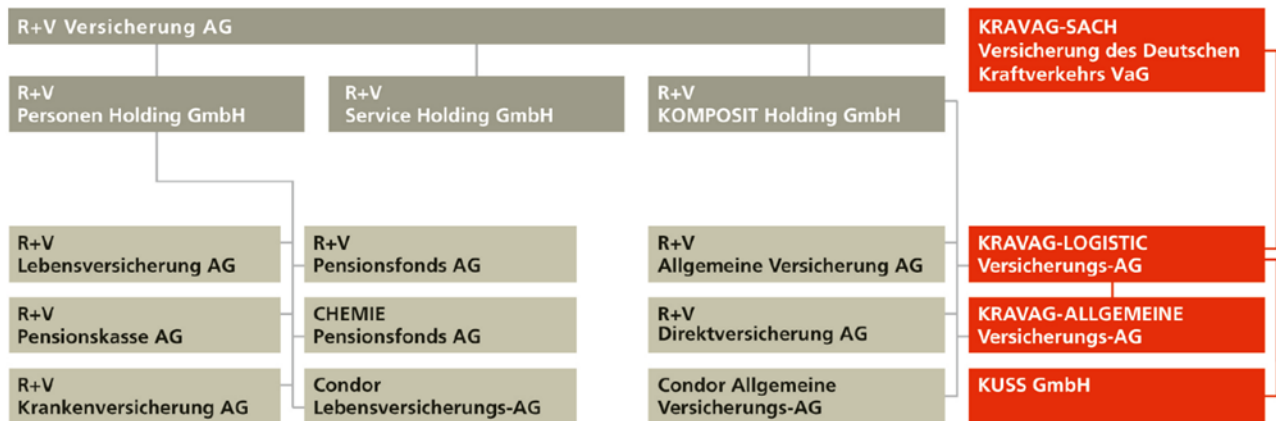 R+V Versicherung AG
KRAVAG-SACH
Versicherung des Deutschen
Kraftverkehrs VaG
R+V
Personen Holding GmbH
R+V
Service Holding GmbH
R+V
KOMPOSIT Holding GmbH
R+V
Lebensversicherung AG
R+V
Pensionsfonds AG
R+V
Allgemeine Versicherung AG
KRAVAG-LOGISTIC
Versicherungs-AG
R+V
Pensionskasse AG
CHEMIE
Pensionsfonds AG
R+V
Direktversicherung AG
KRAVAG-ALLGEMEINE
Versicherungs-AG
R+V
Krankenversicherung AG
Condor
Lebensversicherungs-AG
Condor Allgemeine
Versicherungs-AG
KUSS GmbH